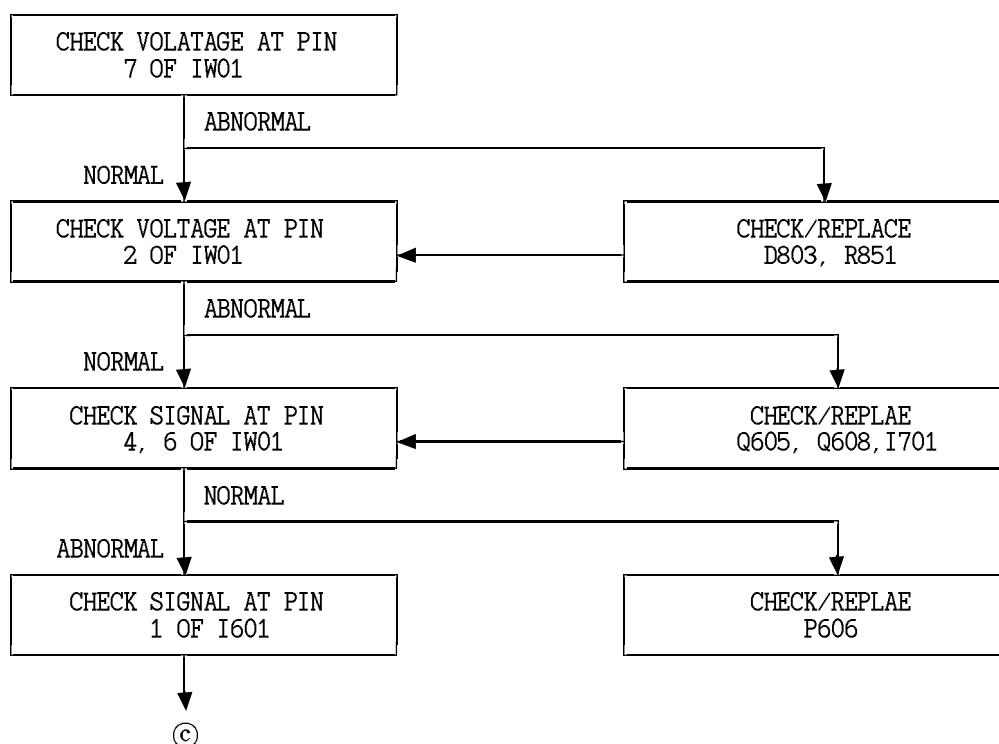 CHECK VOLATAGE AT PIN
7 OF IW01
ABNORMAL
NORMAL
CHECK VOLTAGE AT PIN
2 OF IW01
CHECK/REPLACE
D803, R851
ABNORMAL
NORMAL
CHECK SIGNAL AT PIN
4, 6 OF IW01
CHECK/REPLAE
Q605, Q608,I701
NORMAL
ABNORMAL
CHECK SIGNAL AT PIN
1 OF I601
CHECK/REPLAE
P606
ⓒ